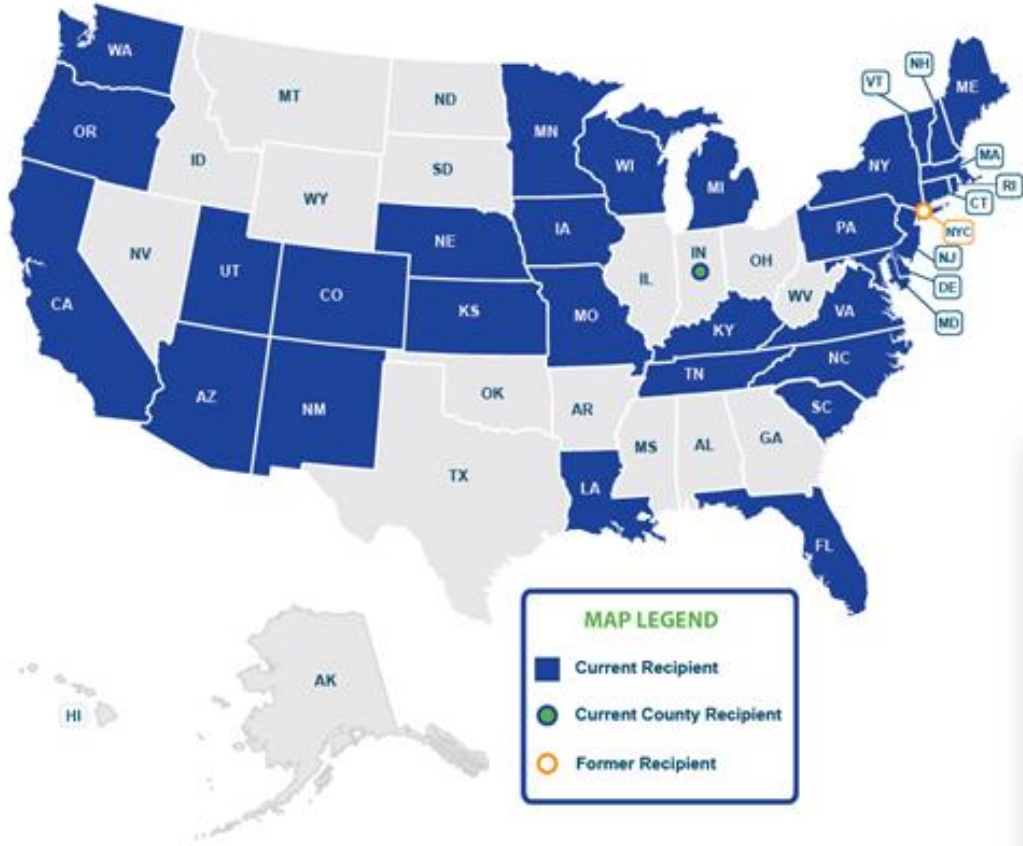 WA
MT
ND
MN
VT
NH
ME
OR
ID
SD
WI
MI
NY
MA
RI
CT
WY
NYC
NV
UT
NE
IA
PA
NJ
CA
CO
KS
MO
IL
IN
OH
WV
VA
DE
MD
KY
AZ
NM
OK
AR
TN
NC
SC
TX
LA
MS
AL
GA
FL
AK
HI
MAP LEGEND
Current Recipient
Current County Recipient
Former Recipient